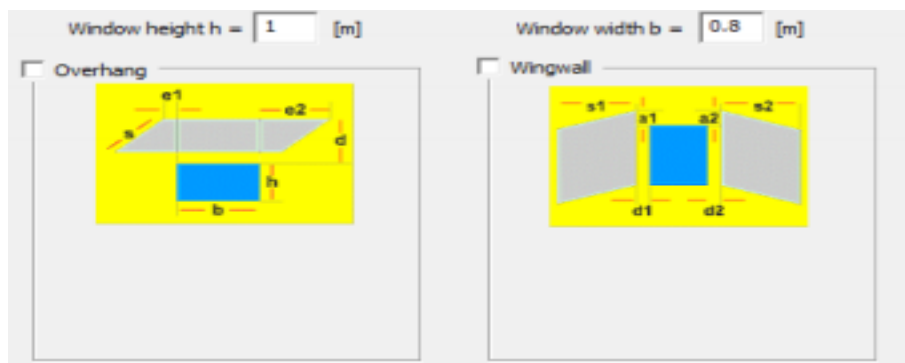 Window height h = 1 [m]
Window width b = 0.8 [m]
Overhang
Wingwall
e1
e2
s
d
h
b
s1
a1
a2
s2
d1
d2